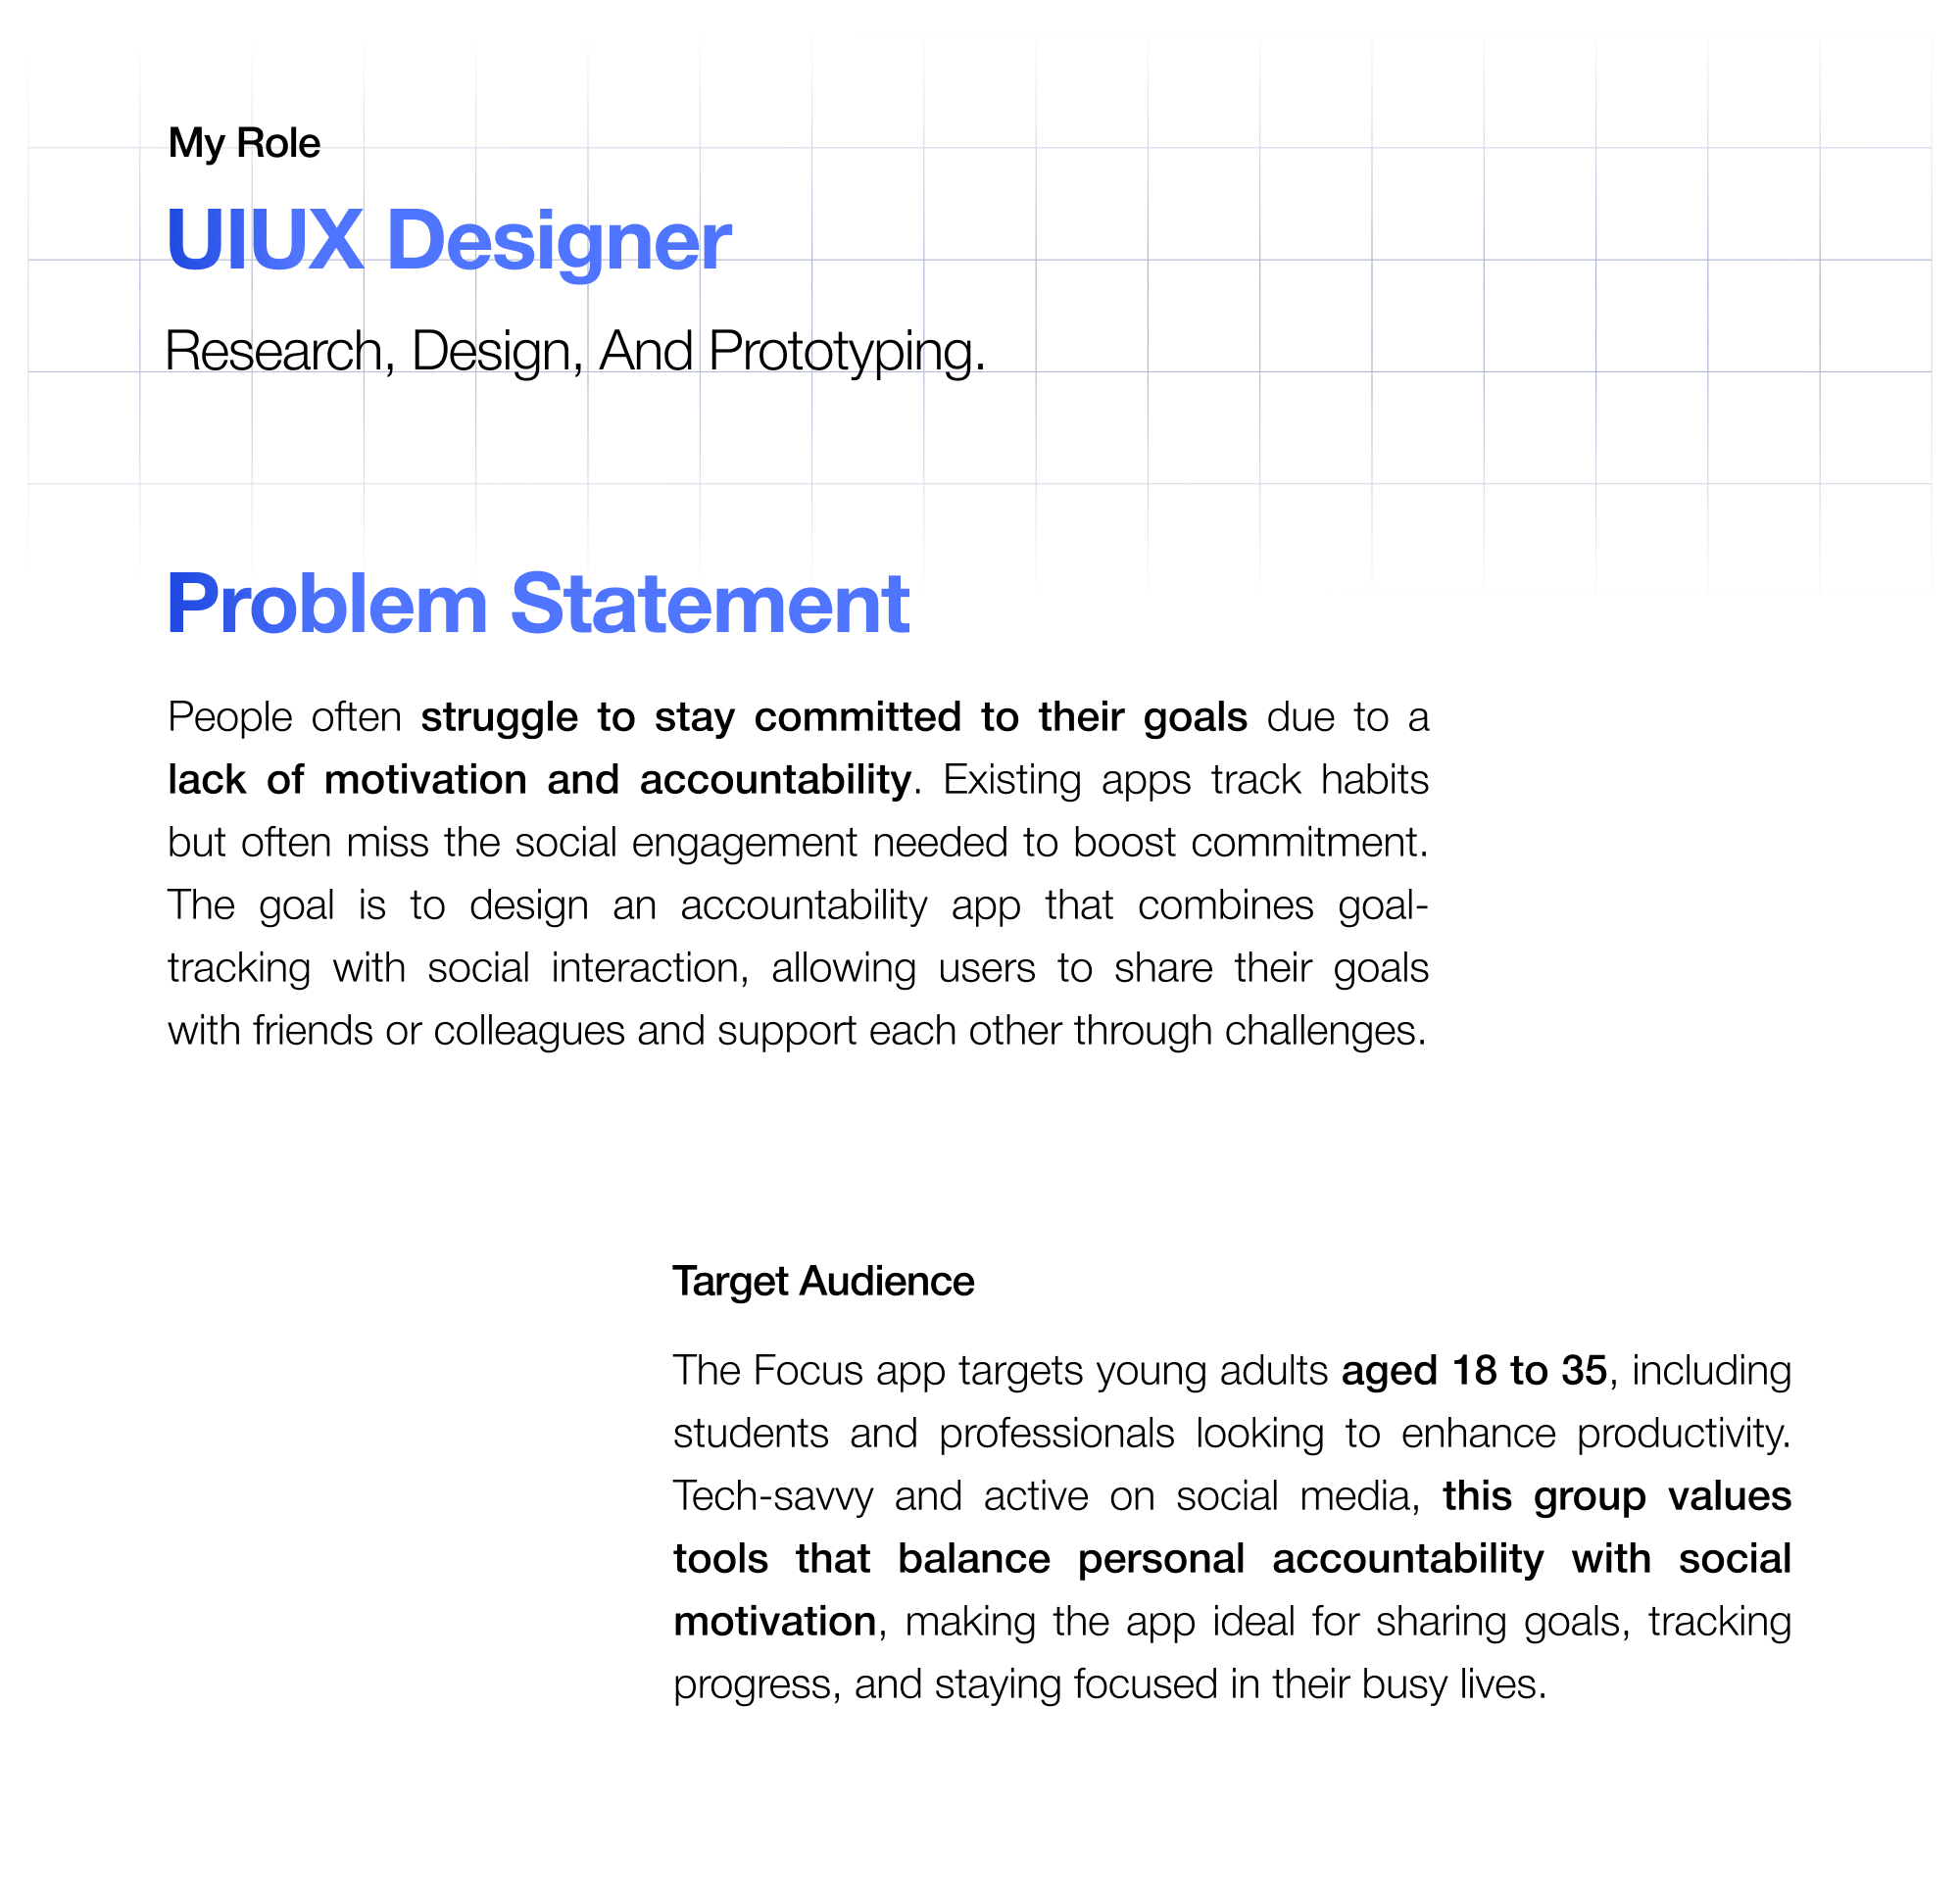 My Role
UIUX Designer
Research, Design, And Prototyping.
Problem Statement
People often struggle to stay committed to their goals due to a
lack of motivation and accountability. Existing apps track habits
but often miss the social engagement needed to boost commitment.
The goal is to design an accountability app that combines goal-
tracking with social interaction, allowing users to share their goals
with friends or colleagues and support each other through challenges.
Target Audience
The Focus app targets young adults aged 18 to 35, including
students and professionals looking to enhance productivity.
Tech-savvy and active on social media, this group values
tools that balance personal accountability with social
motivation, making the app ideal for sharing goals, tracking
progress, and staying focused in their busy lives.